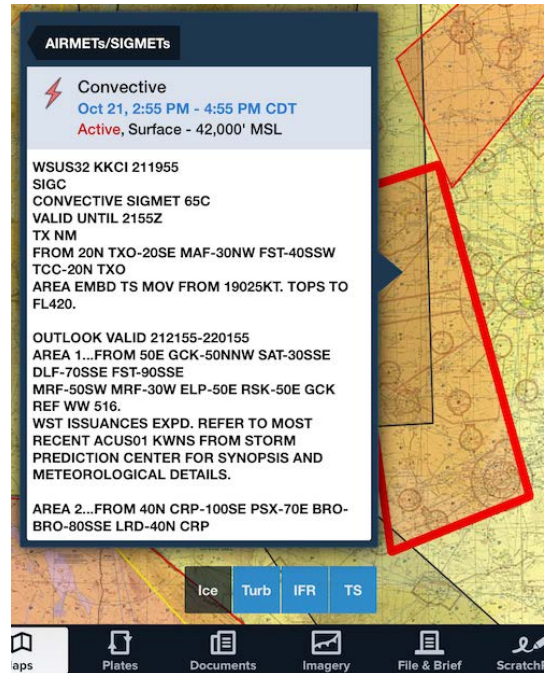 AIRMETs/SIGMETs
Convective
Oct 21, 2:55 PM - 4:55 PM CDT
Active, Surface - 42,000' MSL
WSUS32 KKCI 211955
SIGC
CONVECTIVE SIGMET 65C
VALID UNTIL 2155Z
TX NM
FROM 20N TXO-20SE MAF-30NW FST-40SSW
TCC-20N TXO
AREA EMBD TS MOV FROM 19025KT. TOPS TO
FL420.
OUTLOOK VALID 212155-220155
AREA 1...FROM 50E GCK-50NNW SAT-30SSE
DLF-70SSE FST-90SSE
MRF-50SW MRF-30W ELP-50E RSK-50E GCK
REF WW 516.
WST ISSUANCES EXPD. REFER TO MOST
RECENT ACUS01 KWNS FROM STORM
PREDICTION CENTER FOR SYNOPSIS AND
METEOROLOGICAL DETAILS.
AREA 2...FROM 40N CRP-100SE PSX-70E BRO-
BRO-80SSE LRD-40N CRP
Ice Turb IFR TS
aps Plates Documents Imagery File & Brief Scratch